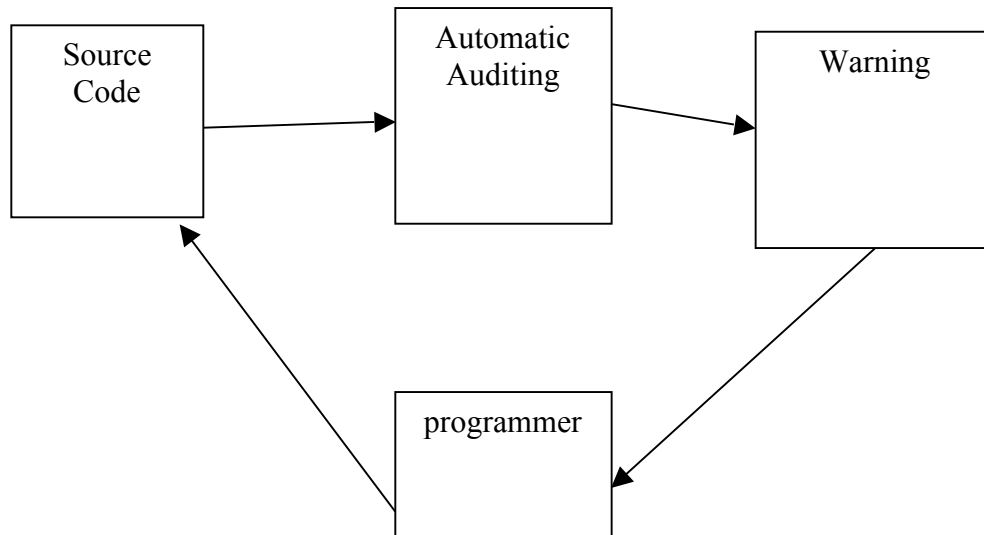 Source
Code
Automatic
Auditing
Warning
programmer